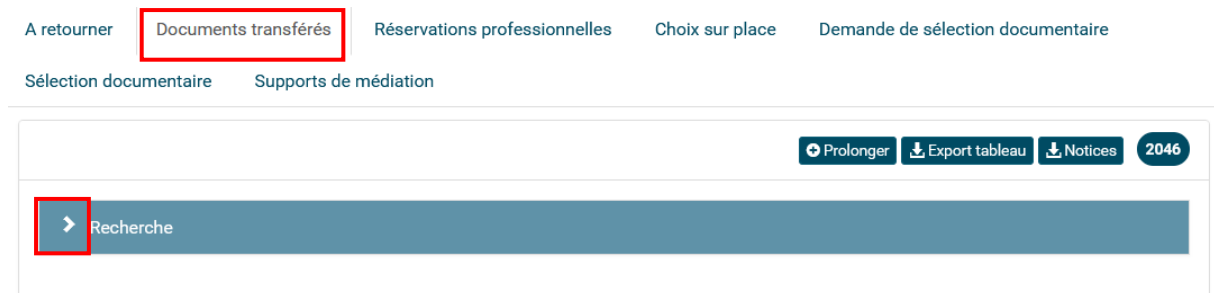 A retourner Documents transférés Réservations professionnelles Choix sur place Demande de sélection documentaire
Sélection documentaire Supports de médiation
Prolonger Export tableau Notices 2046
Recherche